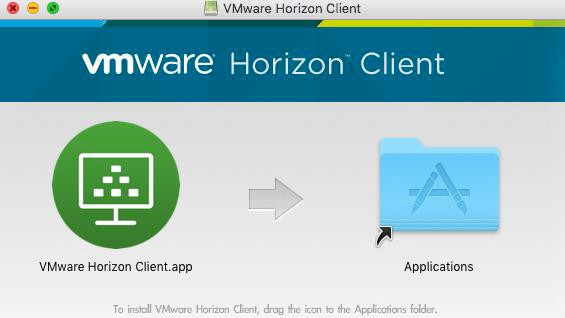 VMware Horizon Client
vmware Horizon™ Client
VMware Horizon Client.app
Applications
To install VMware Horizon Client, drag the icon to the Applications folder.